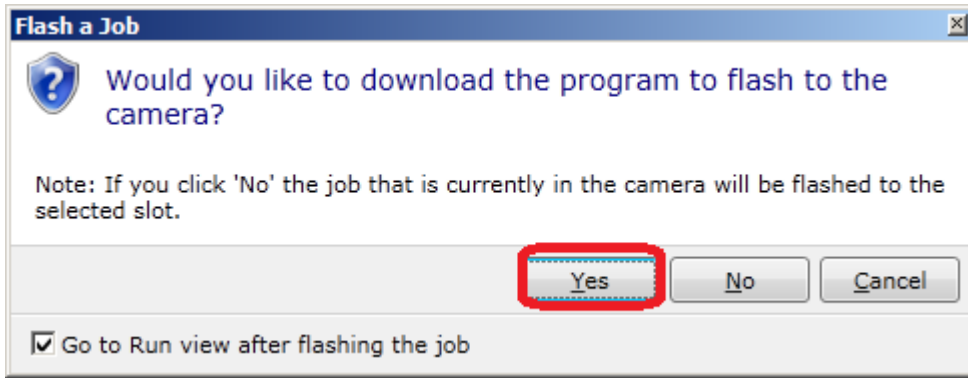 Flash a Job
Would you like to download the program to flash to the
camera?
Note: If you click 'No' the job that is currently in the camera will be flashed to the
selected slot.
Yes No Cancel
Go to Run view after flashing the job